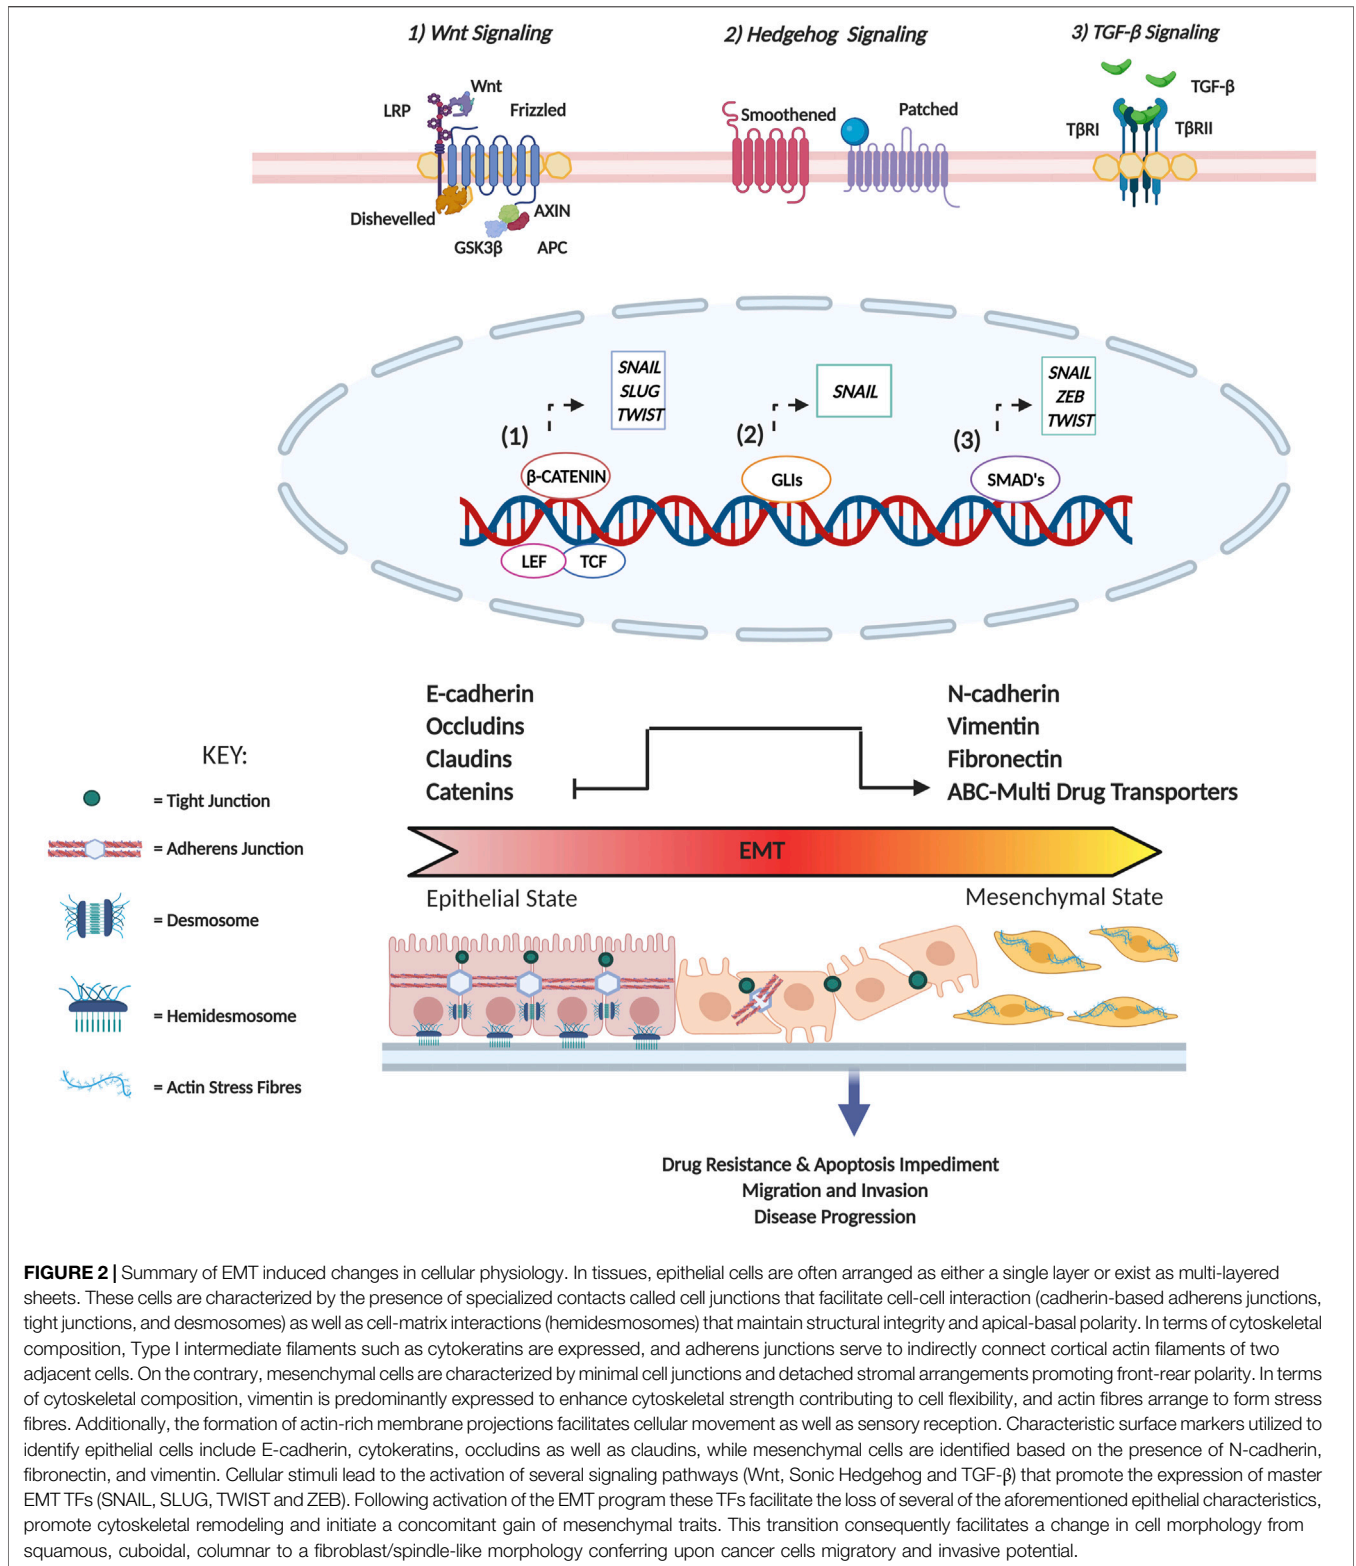 1) Wnt Signaling
2) Hedgehog Signaling
3) TGF-β Signaling
Wnt
LRP
Frizzled
Dishevelled
AXIN
GSK3β
APC
Smoothened
Patched
TGF-β
TβRI
TβRII
SNAIL
SLUG
TWIST
(1)
β-CATENIN
LEF
TCF
SNAIL
(2)
GLIs
SNAIL
ZEB
TWIST
(3)
SMAD's
E-cadherin
Occludins
Claudins
Catenins
N-cadherin
Vimentin
Fibronectin
ABC-Multi Drug Transporters
KEY:
= Tight Junction
= Adherens Junction
= Desmosome
= Hemidesmosome
= Actin Stress Fibres
EMT
Epithelial State
Mesenchymal State
Drug Resistance & Apoptosis Impediment
Migration and Invasion
Disease Progression
FIGURE 2 | Summary of EMT induced changes in cellular physiology. In tissues, epithelial cells are often arranged as either a single layer or exist as multi-layered
sheets. These cells are characterized by the presence of specialized contacts called cell junctions that facilitate cell-cell interaction (cadherin-based adherens junctions,
tight junctions, and desmosomes) as well as cell-matrix interactions (hemidesmosomes) that maintain structural integrity and apical-basal polarity. In terms of cytoskeletal
composition, Type I intermediate filaments such as cytokeratins are expressed, and adherens junctions serve to indirectly connect cortical actin filaments of two
adjacent cells. On the contrary, mesenchymal cells are characterized by minimal cell junctions and detached stromal arrangements promoting front-rear polarity. In terms
of cytoskeletal composition, vimentin is predominantly expressed to enhance cytoskeletal strength contributing to cell flexibility, and actin fibres arrange to form stress
fibres. Additionally, the formation of actin-rich membrane projections facilitates cellular movement as well as sensory reception. Characteristic surface markers utilized to
identify epithelial cells include E-cadherin, cytokeratins, occludins as well as claudins, while mesenchymal cells are identified based on the presence of N-cadherin,
fibronectin, and vimentin. Cellular stimuli lead to the activation of several signaling pathways (Wnt, Sonic Hedgehog and TGF-β) that promote the expression of master
EMT TFs (SNAIL, SLUG, TWIST and ZEB). Following activation of the EMT program these TFs facilitate the loss of several of the aforementioned epithelial characteristics,
promote cytoskeletal remodeling and initiate a concomitant gain of mesenchymal traits. This transition consequently facilitates a change in cell morphology from
squamous, cuboidal, columnar to a fibroblast/spindle-like morphology conferring upon cancer cells migratory and invasive potential.